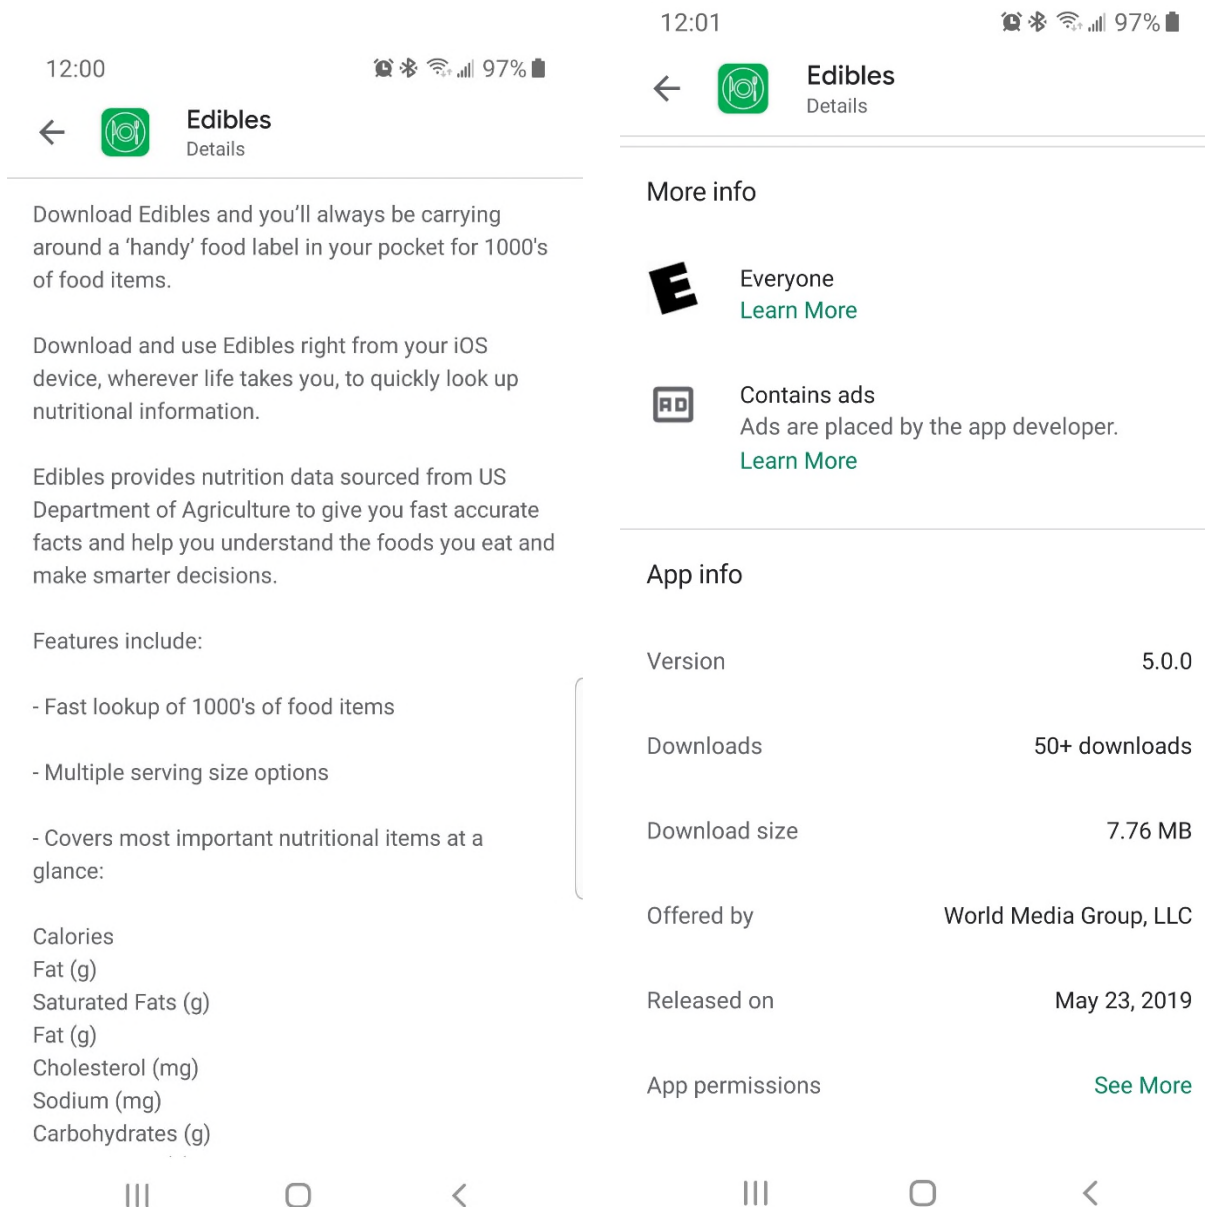 12:00
97%
Edibles
Details
Download Edibles and you’ll always be carrying
around a ‘handy’ food label in your pocket for 1000's
of food items.
Download and use Edibles right from your iOS
device, wherever life takes you, to quickly look up
nutritional information.
Edibles provides nutrition data sourced from US
Department of Agriculture to give you fast accurate
facts and help you understand the foods you eat and
make smarter decisions.
Features include:
- Fast lookup of 1000's of food items
- Multiple serving size options
- Covers most important nutritional items at a
glance:
Calories
Fat (g)
Saturated Fats (g)
Fat (g)
Cholesterol (mg)
Sodium (mg)
Carbohydrates (g)
12:01
97%
Edibles
Details
More info
E
Everyone
Learn More
AD
Contains ads
Ads are placed by the app developer.
Learn More
App info
Version 5.0.0
Downloads 50+ downloads
Download size 7.76 MB
Offered by World Media Group, LLC
Released on May 23, 2019
App permissions See More